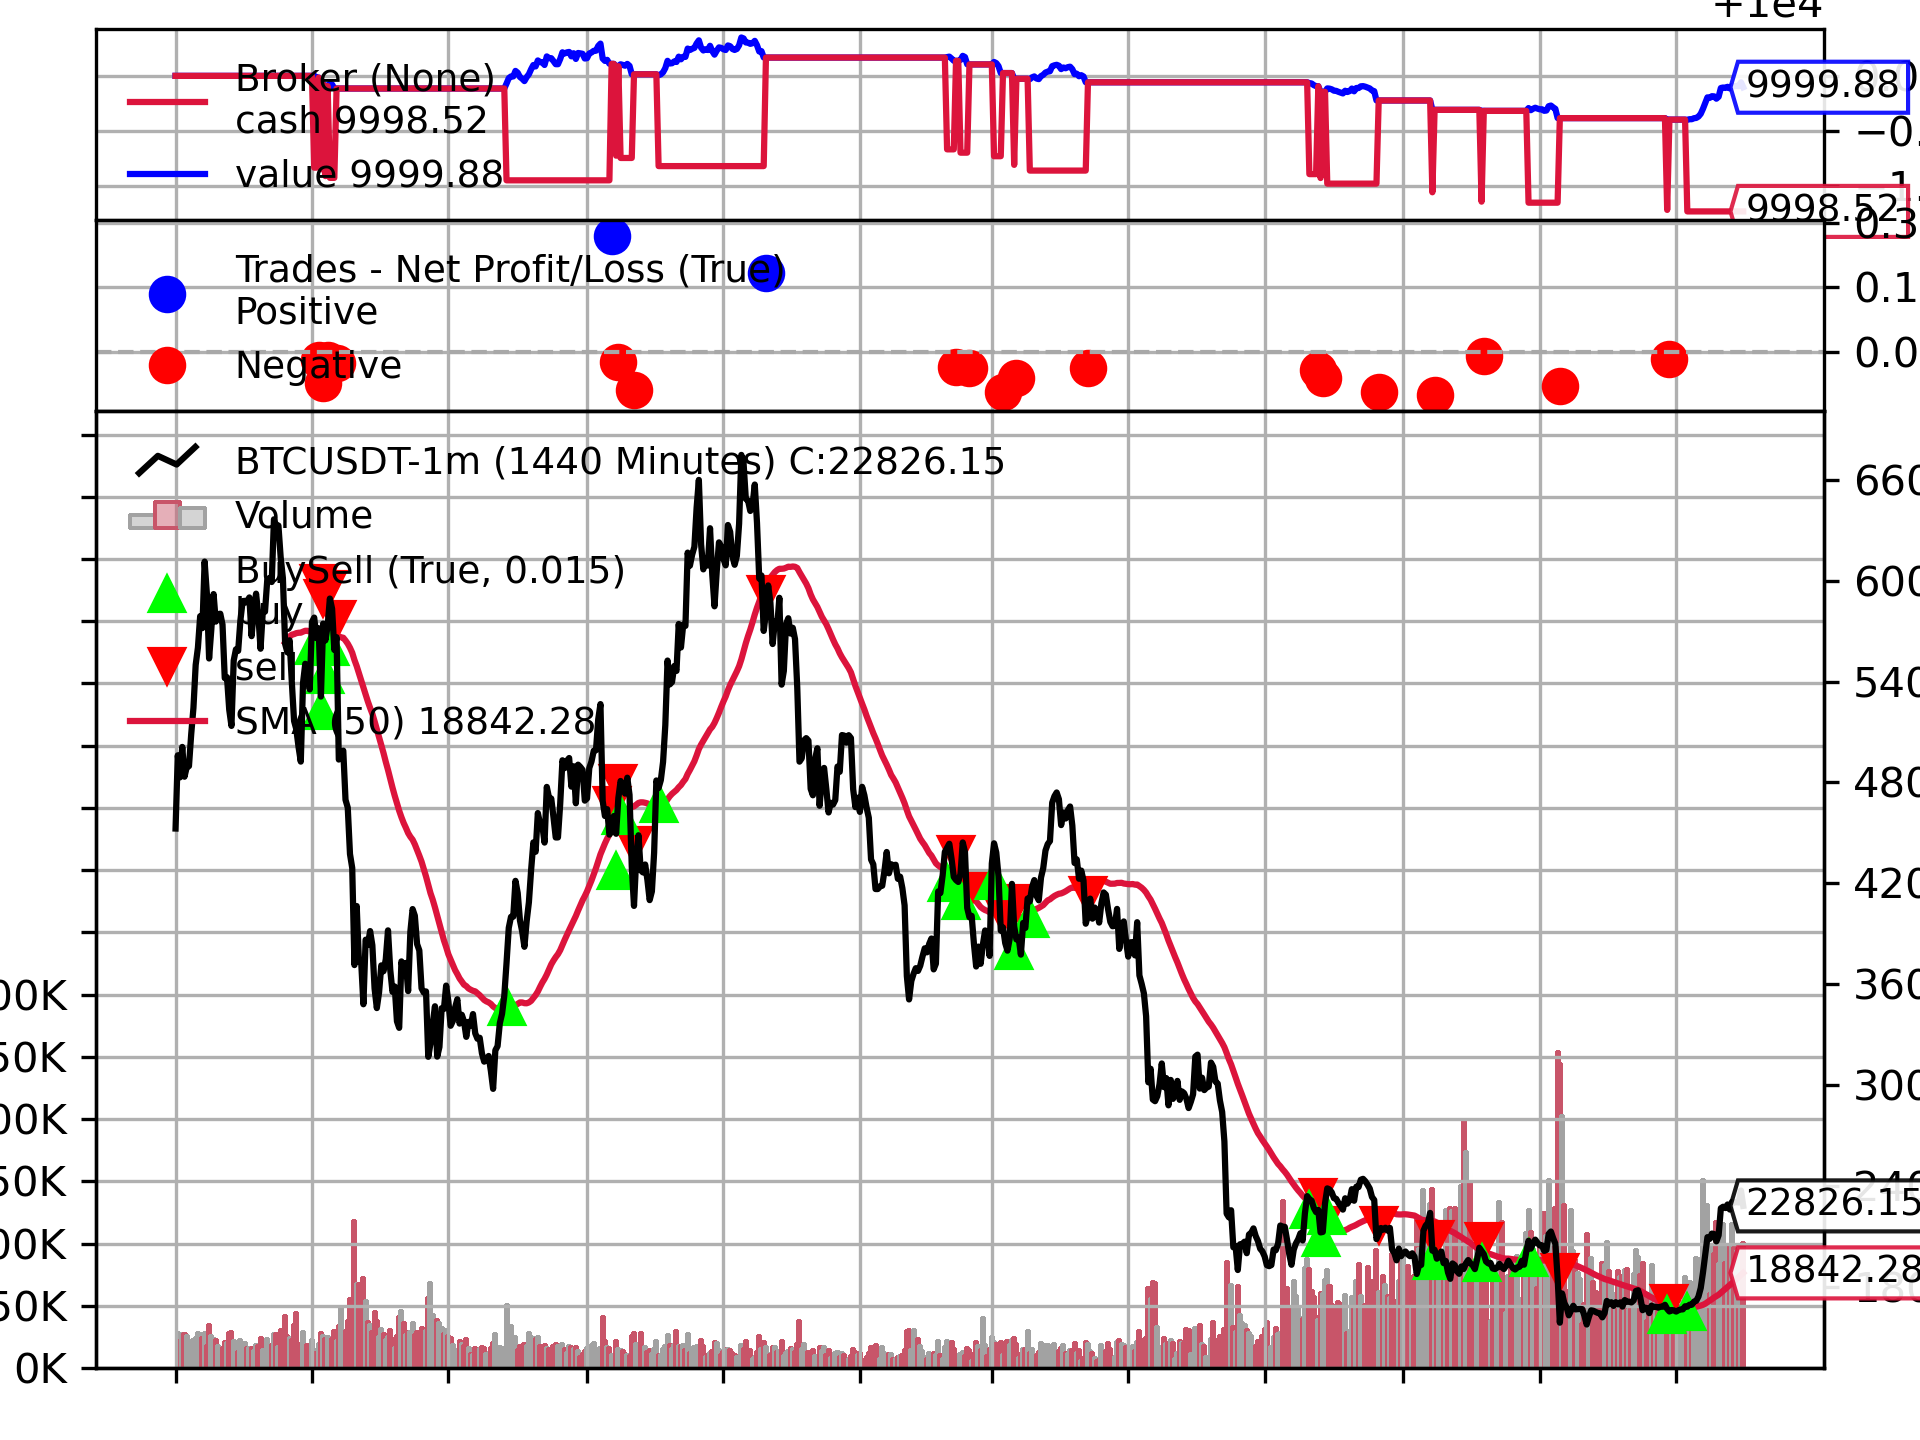 +1e4
Broker (None)
cash 9998.52
value 9999.88
9999.88
9998.52
Trades - Net Profit/Loss (True)
Positive
Negative
0.3
0.1
0.0
BTCUSDT-1m (1440 Minutes) C:22826.15
Volume
BuySell (True, 0.015)
buy
sell
SMA (50) 18842.28
660
600
540
480
420
360
300
240
180
22826.15
18842.28
00K
50K
00K
50K
00K
50K
0K